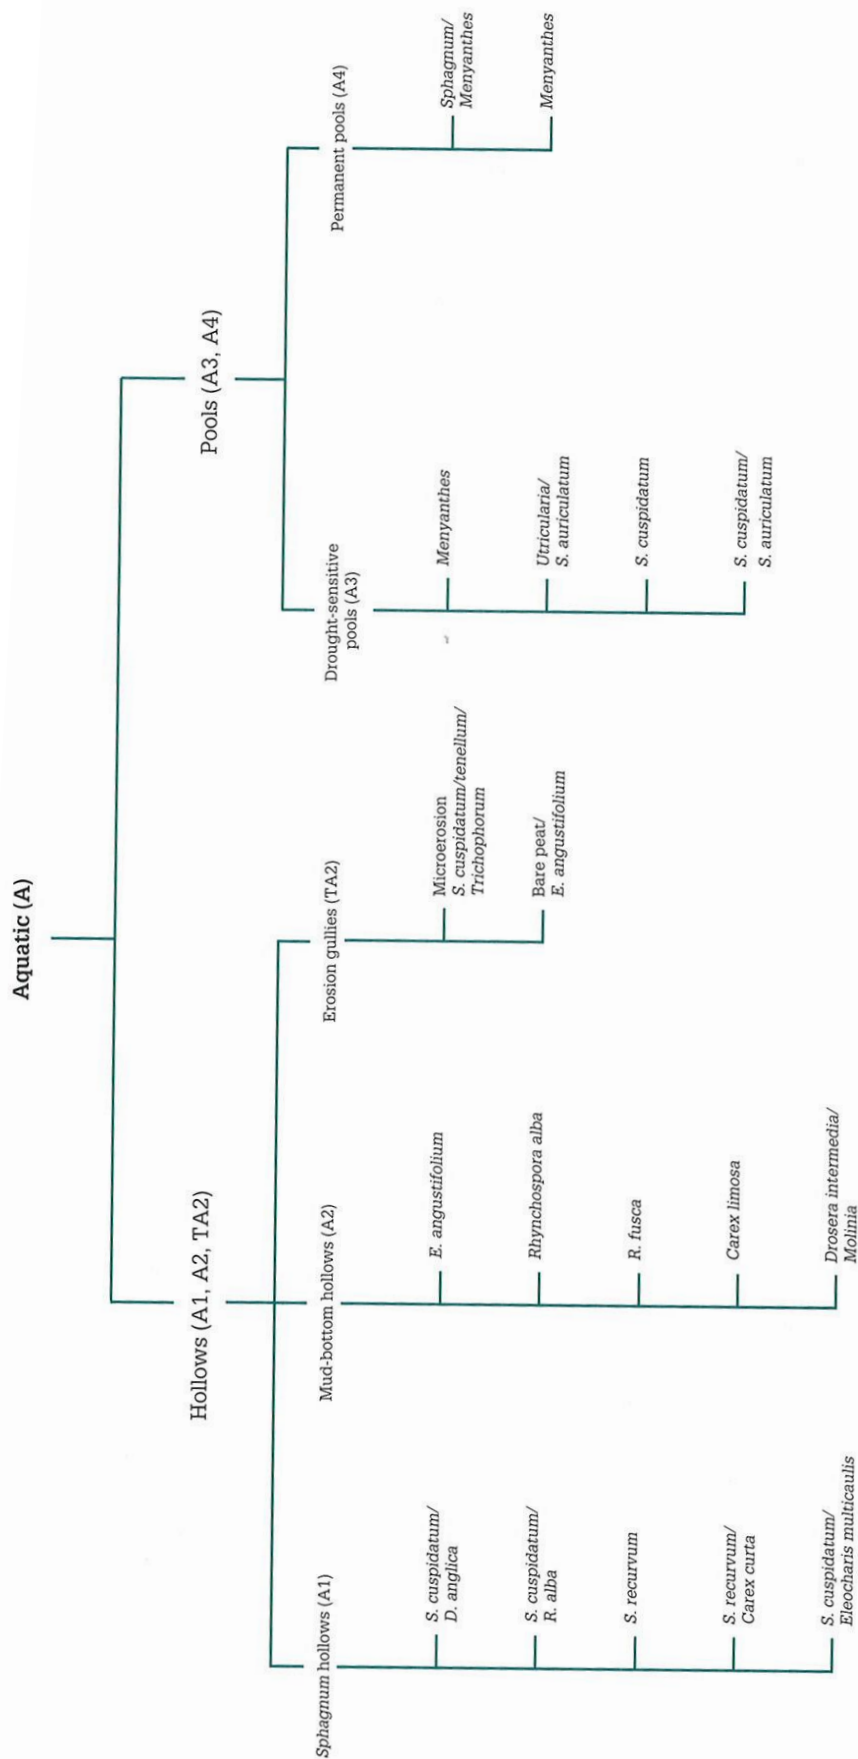 Aquatic (A)
Hollows (A1, A2, TA2)
Pools (A3, A4)
Sphagnum hollows (A1)
S. cuspidatum/
D. anglica
S. cuspidatum/
R. alba
S. recurvum
S. recurvum/
Carex curta
S. cuspidatum/
Eleocharis multicaulis
Mud-bottom hollows (A2)
E. angustifolium
Rhynchospora alba
R. fusca
Carex limosa
Drosera intermedia/
Molinia
Erosion gullies (TA2)
Microerosion
S. cuspidatum/tenellum/
Trichophorum
Bare peat/
E. angustifolium
Drought-sensitive
pools (A3)
Menyanthes
Utricularia/
S. auriculatum
S. cuspidatum
S. cuspidatum/
S. auriculatum
Permanent pools (A4)
Sphagnum/
Menyanthes
Menyanthes